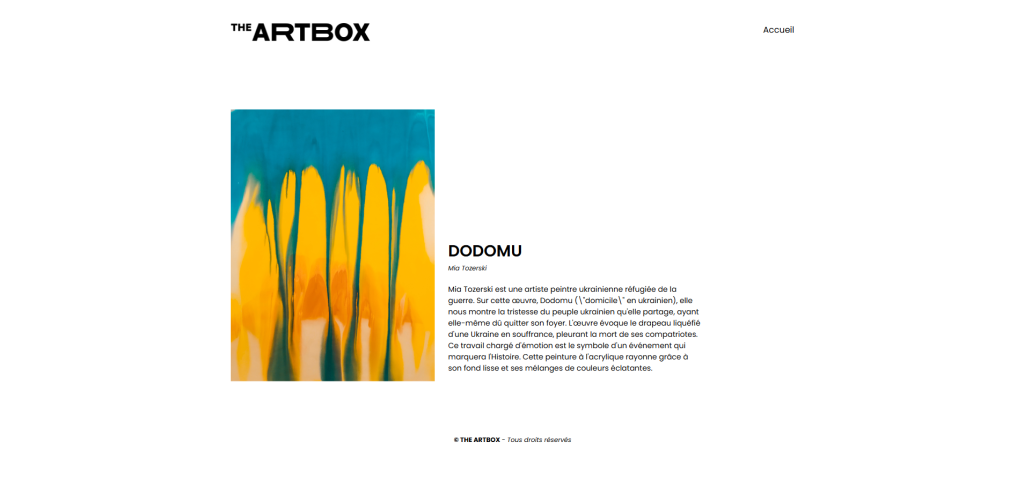 THE ARTBOX
Accueil
DODOMU
Mia Tozerski
Mia Tozerski est une artiste peintre ukrainienne réfugiée de la
guerre. Sur cette œuvre, Dodomu (\"domicile\" en ukrainien), elle
nous montre la tristesse du peuple ukrainien qu'elle partage, ayant
elle-même dû quitter son foyer. L'œuvre évoque le drapeau liquéfié
d'une Ukraine en souffrance, pleurant la mort de ses compatriotes.
Ce travail chargé d'émotion est le symbole d'un événement qui
marquera l'Histoire. Cette peinture à l'acrylique rayonne grâce à
son fond lisse et ses mélanges de couleurs éclatantes.
© THE ARTBOX - Tous droits réservés